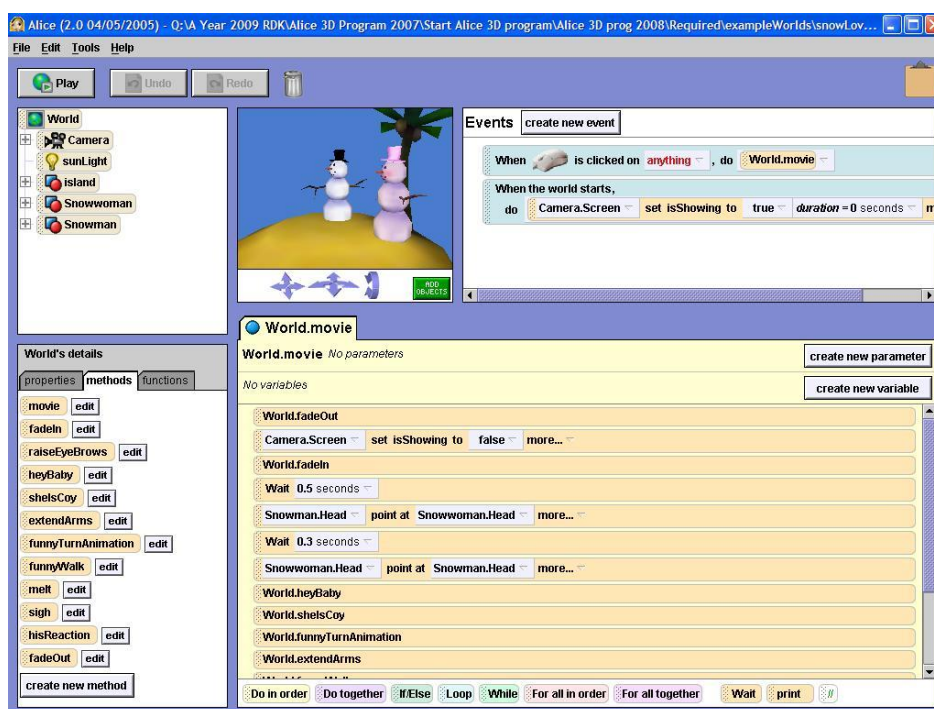 Alice (2.0 04/05/2005) - Q:\A Year 2009 RDK\Alice 3D Program 2007\Start Alice 3D program\Alice 3D prog 2008\Required\exampleWorlds\snowLov...
File Edit Tools Help
Play Undo Redo
World
Camera
sunLight
island
Snowwoman
Snowman
ADD OBJECTS
Events create new event
When is clicked on anything , do World.movie
When the world starts,
do Camera.Screen set isShowing to true duration = 0 seconds m
World's details
properties methods functions
movie edit
fadeIn edit
raiseEyeBrows edit
heyBaby edit
sheIsCoy edit
extendArms edit
funnyTurnAnimation edit
funnyWalk edit
melt edit
sigh edit
hisReaction edit
fadeOut edit
create new method
World.movie
World.movie No parameters create new parameter
No variables create new variable
World.fadeOut
Camera.Screen set isShowing to false more...
World.fadeIn
Wait 0.5 seconds
Snowman.Head point at Snowwoman.Head more...
Wait 0.3 seconds
Snowwoman.Head point at Snowman.Head more...
World.heyBaby
World.sheIsCoy
World.funnyTurnAnimation
World.extendArms
Do in order Do together If/Else Loop While For all in order For all together Wait print //